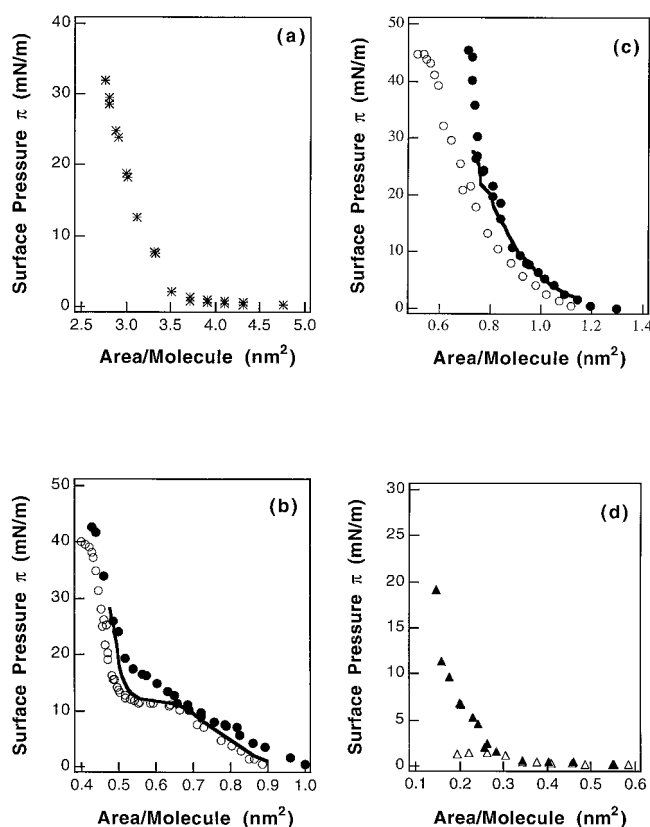 (a)
Surface Pressure π (mN/m)
40
30
20
10
0
2.5 3.0 3.5 4.0 4.5 5.0
Area/Molecule (nm²)
(c)
Surface Pressure π (mN/m)
50
40
30
20
10
0
0.6 0.8 1.0 1.2 1.4
Area/Molecule (nm²)
(b)
Surface Pressure π (mN/m)
50
40
30
20
10
0
0.4 0.5 0.6 0.7 0.8 0.9 1.0
Area/Molecule (nm²)
(d)
Surface Pressure π (mN/m)
30
25
20
15
10
5
0
0.1 0.2 0.3 0.4 0.5 0.6
Area/Molecule (nm²)